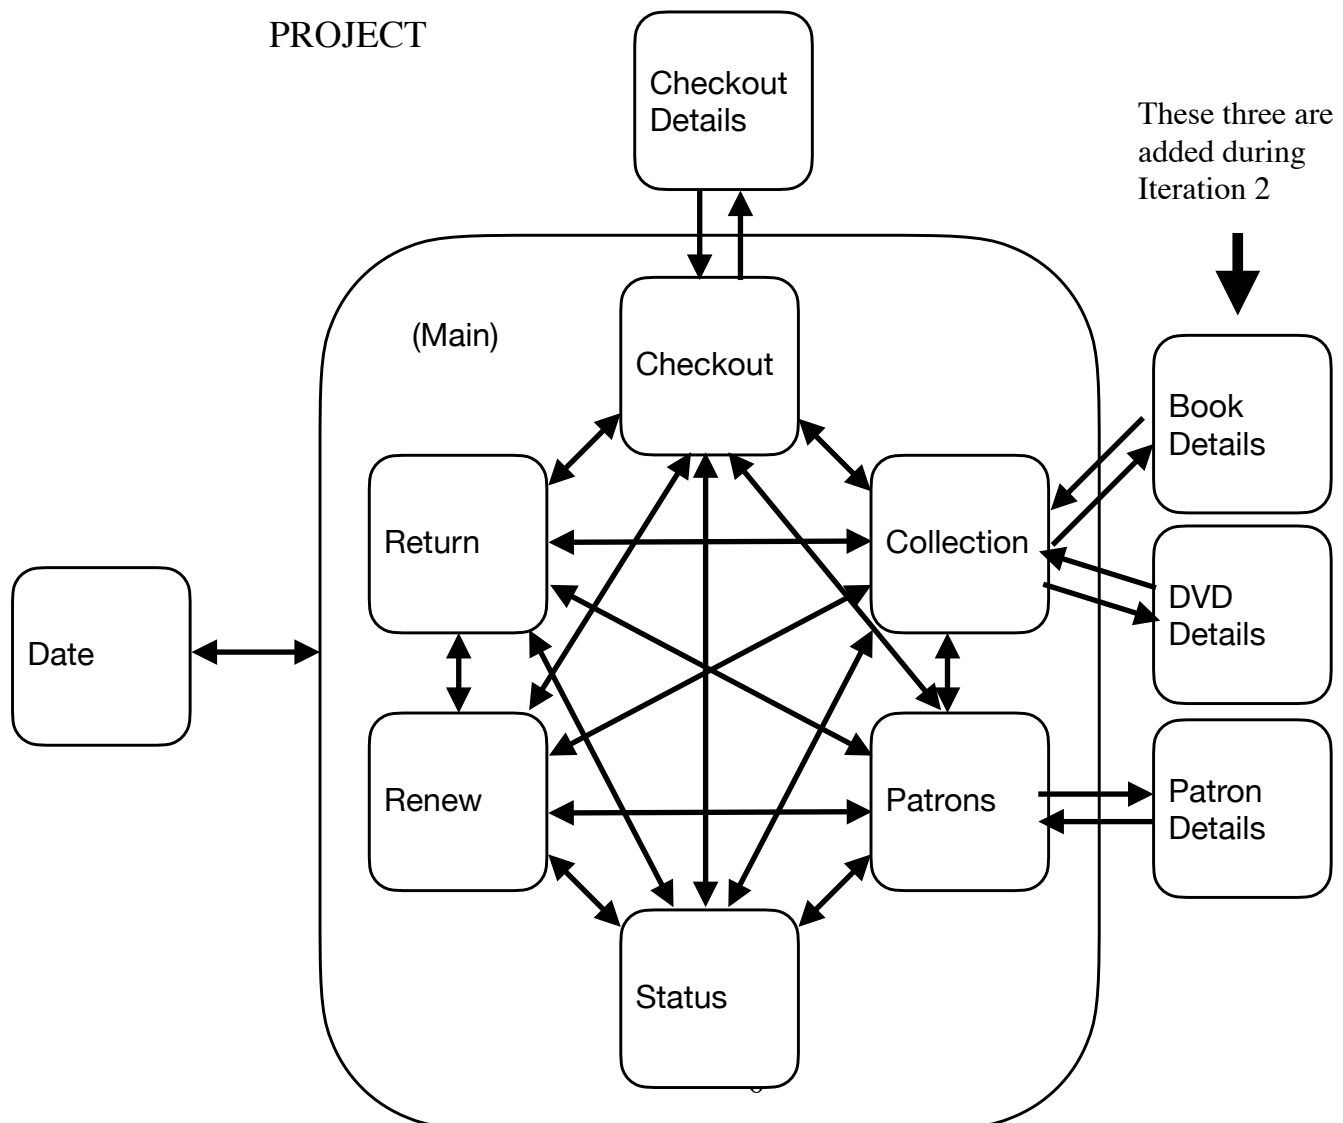 PROJECT
Checkout
Details
These three are
added during
Iteration 2
(Main)
Checkout
Book
Details
Return
Collection
DVD
Details
Date
Renew
Patrons
Patron
Details
Status